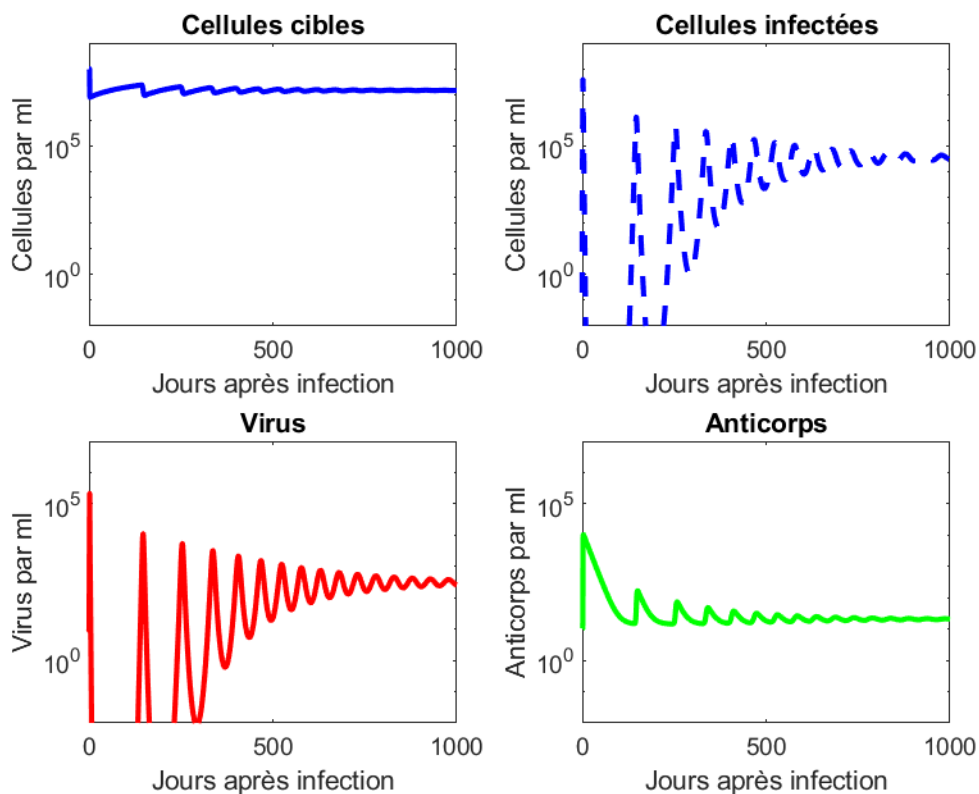 Cellules cibles
Cellules par ml
10^5
10^0
0
500
1000
Jours après infection
Cellules infectées
Cellules par ml
10^5
10^0
0
500
1000
Jours après infection
Virus
Virus par ml
10^5
10^0
0
500
1000
Jours après infection
Anticorps
Anticorps par ml
10^5
10^0
0
500
1000
Jours après infection